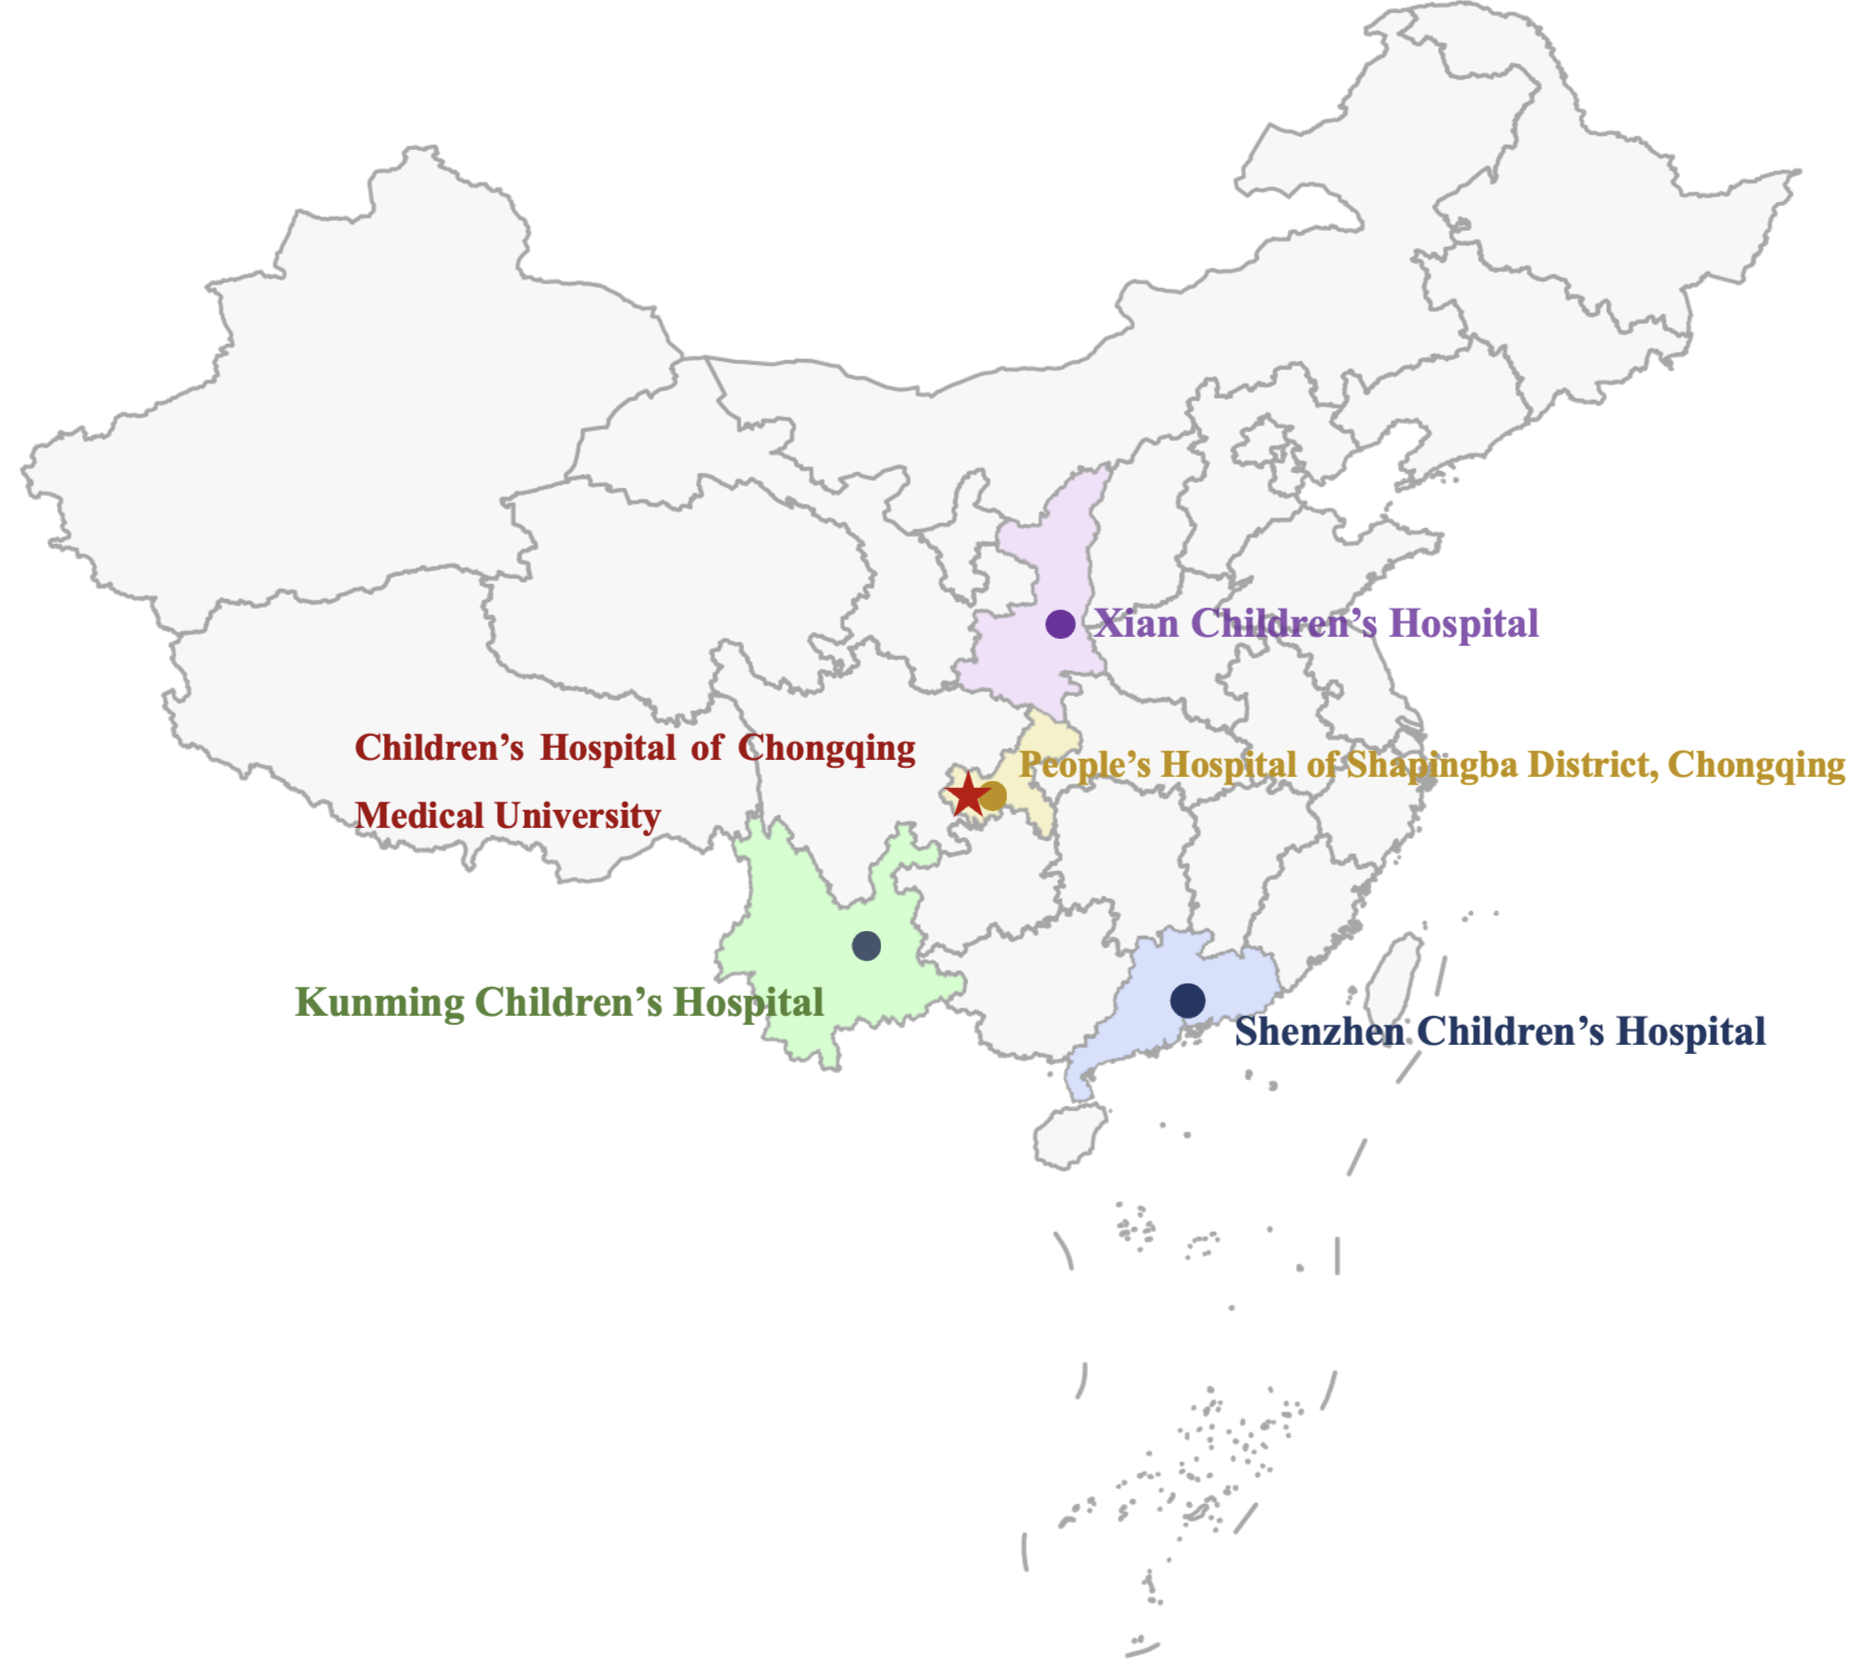 Xian Children’s Hospital
Children’s Hospital of Chongqing
Medical University
People’s Hospital of Shapingba District, Chongqing
Kunming Children’s Hospital
Shenzhen Children’s Hospital